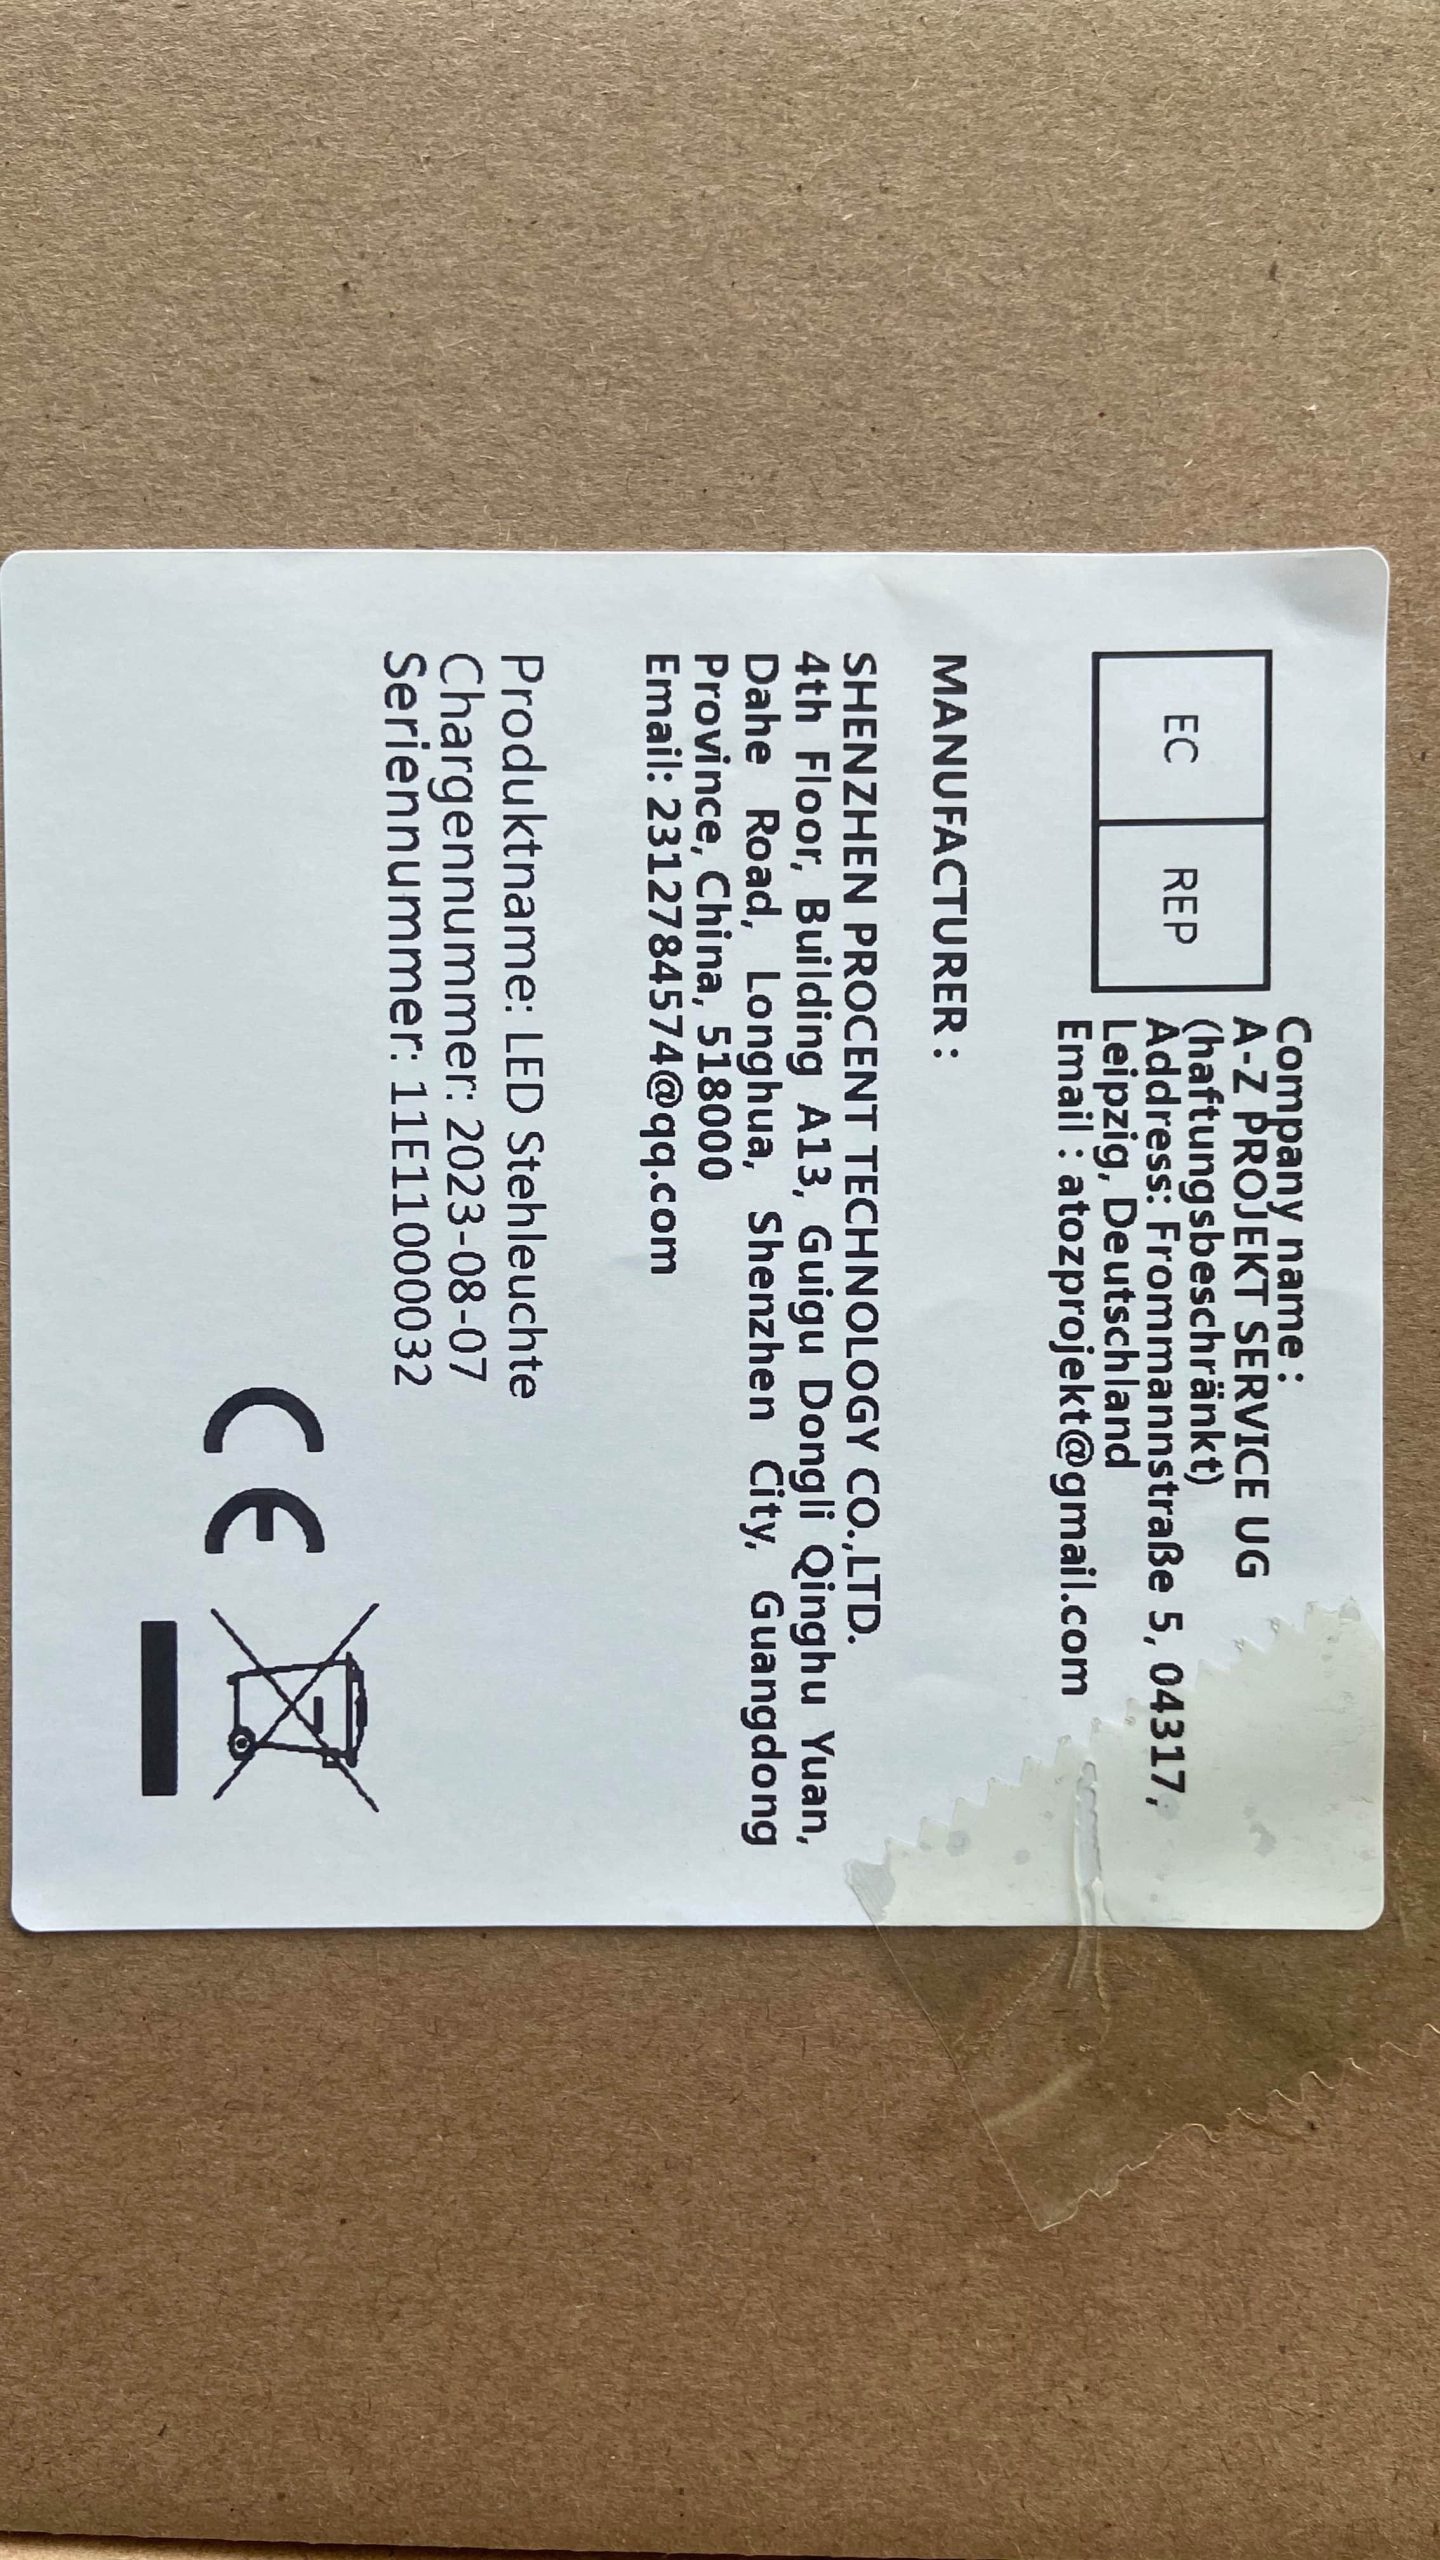 EC REP
Company name :
A-Z PROJEKT SERVICE UG
(haftungsbeschränkt)
Address: Frommannstraße 5, 04317,
Leipzig, Deutschland
Email : atozprojekt@gmail.com
MANUFACTURER :
SHENZHEN PROCENT TECHNOLOGY CO.,LTD.
4th Floor, Building A13, Guigu Dongli Qinghu Yuan,
Dahe Road, Longhua, Shenzhen City, Guangdong
Province, China, 518000
Email: 2312784574@qq.com
Produktname: LED Stehleuchte
Chargennummer: 2023-08-07
Seriennummer: 11E11000032
CE